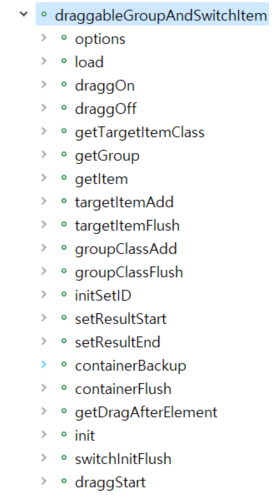 draggableGroupAndSwitchItem
options
load
draggOn
draggOff
getTargetItemClass
getGroup
getItem
targetItemAdd
targetItemFlush
groupClassAdd
groupClassFlush
initSetID
setResultStart
setResultEnd
containerBackup
containerFlush
getDragAfterElement
init
switchInitFlush
draggStart